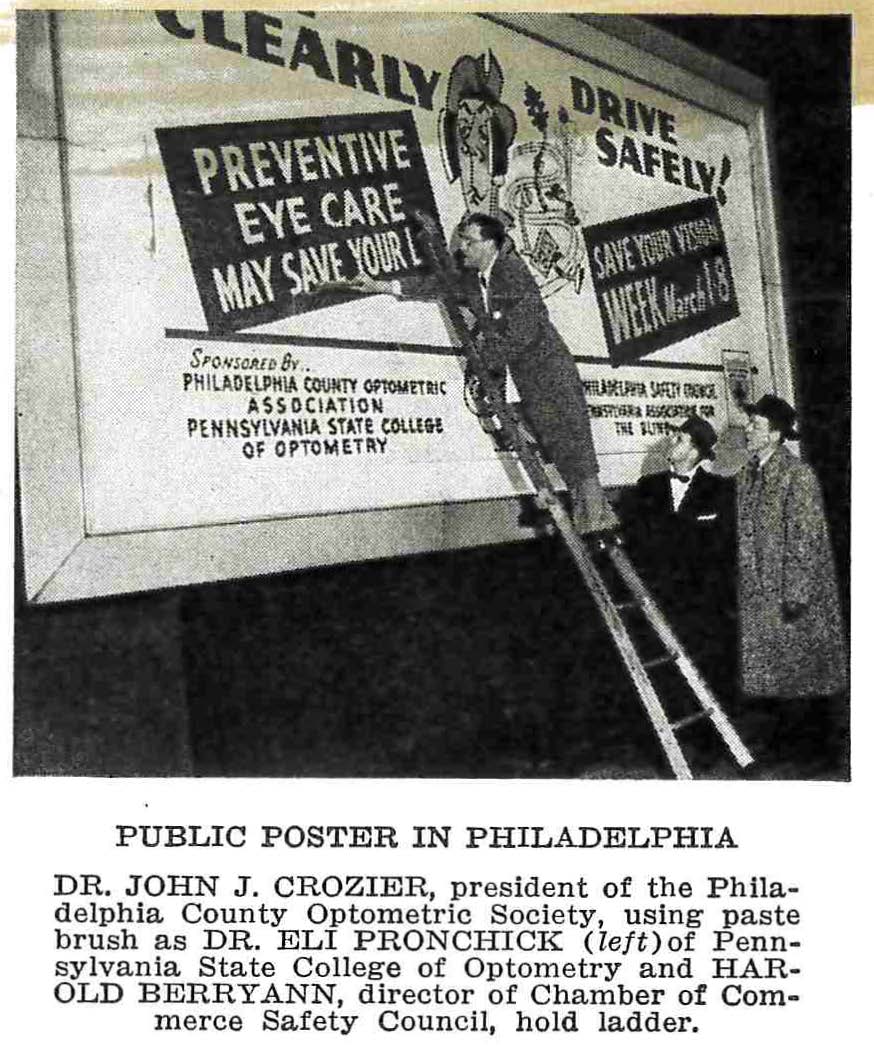 CLEARLY
DRIVE
SAFELY!
PREVENTIVE
EYE CARE
MAY SAVE YOUR L
SAVE YOUR VISION
WEEK March 1-8
SPONSORED BY..
PHILADELPHIA COUNTY OPTOMETRIC
ASSOCIATION
PENNSYLVANIA STATE COLLEGE
OF OPTOMETRY
PHILADELPHIA SAFETY COUNCIL
PENNSYLVANIA ASSOCIATION FOR
THE BLIND
PUBLIC POSTER IN PHILADELPHIA
DR. JOHN J. CROZIER, president of the Phila-
delphia County Optometric Society, using paste
brush as DR. ELI PRONCHICK (left) of Penn-
sylvania State College of Optometry and HAR-
OLD BERRYANN, director of Chamber of Com-
merce Safety Council, hold ladder.